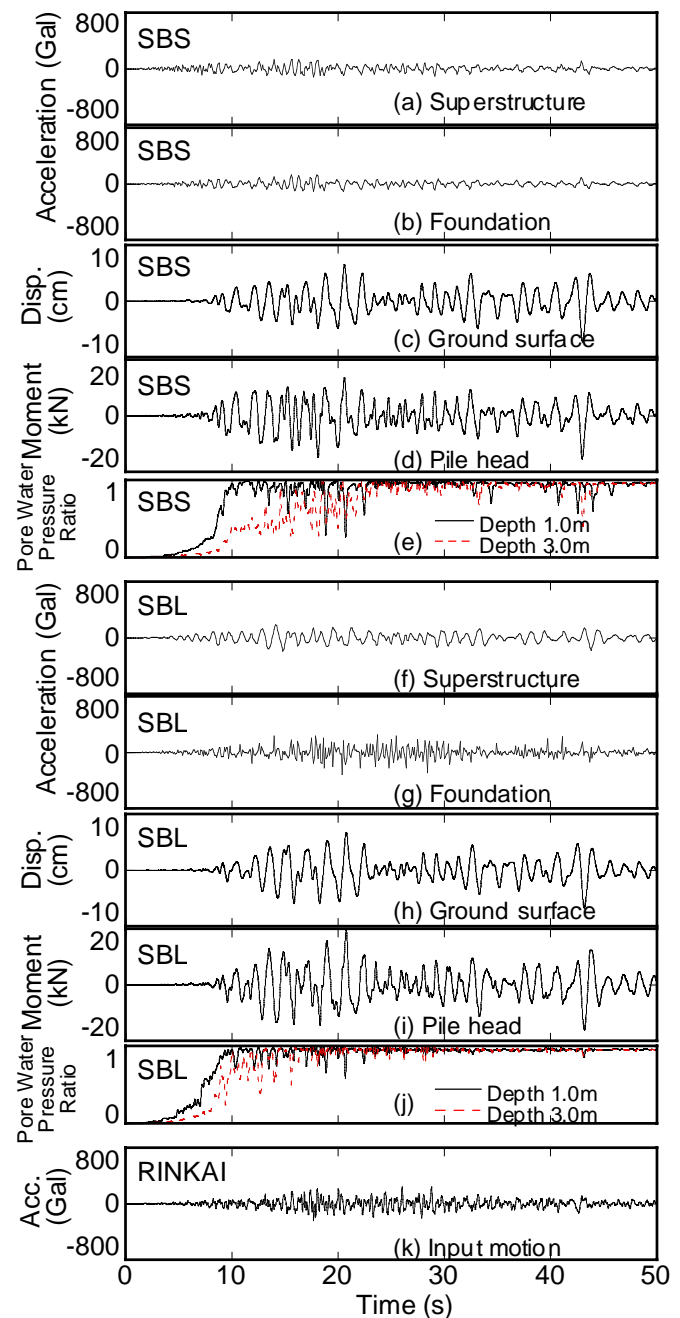 Acceleration (Gal)
800
0
-800
SBS
(a) Superstructure
800
0
-800
SBS
(b) Foundation
Disp.
(cm)
10
0
-10
SBS
(c) Ground surface
Moment
(kN)
20
0
-20
SBS
(d) Pile head
Pore Water
Pressure
Ratio
1
0
SBS
(e)
Depth 1.0m
Depth 3.0m
Acceleration (Gal)
800
0
-800
SBL
(f) Superstructure
800
0
-800
SBL
(g) Foundation
Disp.
(cm)
10
0
-10
SBL
(h) Ground surface
Moment
(kN)
20
0
-20
SBL
(i) Pile head
Pore Water
Pressure
Ratio
1
0
SBL
(j)
Depth 1.0m
Depth 3.0m
Acc.
(Gal)
800
0
-800
RINKAI
(k) Input motion
0 10 20 30 40 50
Time (s)